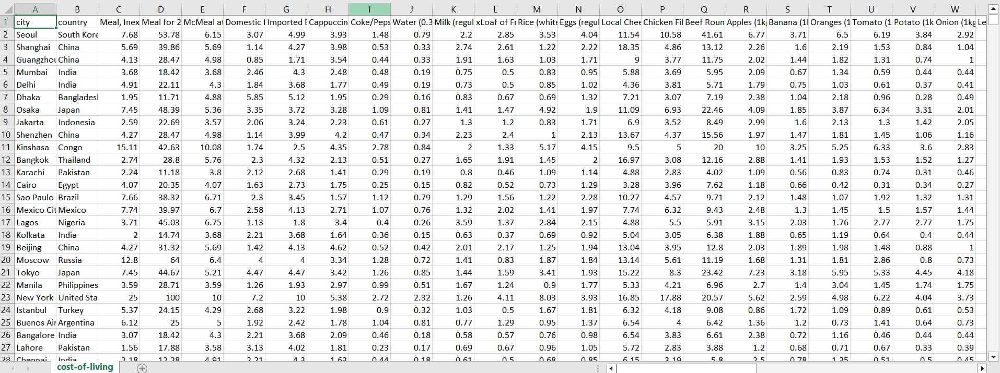 A B C D E F G H I J K L M N O P Q R S T U V W
1 city country Meal, Inex Meal for 2 McMeal at Domestic I Imported E Cappuccin Coke/Peps Water (0.3 Milk (regul xLoaf of Fr Rice (white Eggs (regul Local Chee Chicken Fil Beef Roun Apples (1kg Banana (1l Oranges (1 Tomato (1 Potato (1k Onion (1kg Le
2 Seoul South Kore 7.68 53.78 6.15 3.07 4.99 3.93 1.48 0.79 2.2 2.85 3.53 4.04 11.54 10.58 41.61 6.77 3.71 6.5 6.19 3.84 2.92
3 Shanghai China 5.69 39.86 5.69 1.14 4.27 3.98 0.53 0.33 2.74 2.61 1.22 2.22 18.35 4.86 13.12 2.26 1.6 2.19 1.53 0.84 1.04
4 Guangzhou China 4.13 28.47 4.98 0.85 1.71 3.54 0.44 0.33 1.91 1.63 1.03 1.71 9 3.77 11.75 2.02 1.44 1.82 1.31 0.74 1
5 Mumbai India 3.68 18.42 3.68 2.46 4.3 2.48 0.48 0.19 0.75 0.5 0.83 0.95 5.88 3.69 5.95 2.09 0.67 1.34 0.59 0.44 0.44
6 Delhi India 4.91 22.11 4.3 1.84 3.68 1.77 0.49 0.19 0.73 0.5 0.85 1.02 4.36 3.81 5.71 1.79 0.75 1.03 0.61 0.37 0.41
7 Dhaka Bangladesl 1.95 11.71 4.88 5.85 5.12 1.95 0.29 0.16 0.83 0.67 0.69 1.32 7.21 3.07 7.19 2.38 1.04 2.18 0.96 0.28 0.49
8 Osaka Japan 7.45 48.39 5.36 3.35 3.72 3.28 1.09 0.81 1.41 1.47 4.92 1.9 11.09 6.93 22.46 4.09 1.85 3.87 6.34 3.31 2.01
9 Jakarta Indonesia 2.59 22.69 3.57 2.06 3.24 2.23 0.61 0.27 1.3 1.2 0.83 1.71 6.9 3.52 8.49 2.99 1.6 2.13 1.3 1.42 2.05
10 Shenzhen China 4.27 28.47 4.98 1.14 3.99 4.2 0.47 0.34 2.23 2.4 1 2.13 13.67 4.37 15.56 1.97 1.47 1.81 1.45 1.06 1.16
11 Kinshasa Congo 15.11 42.63 10.08 1.74 2.5 4.35 2.78 0.84 2 1.33 5.17 4.15 9.5 5 20 10 3.25 5.25 6.33 3.6 2.83
12 Bangkok Thailand 2.74 28.8 5.76 2.3 4.32 2.13 0.51 0.27 1.65 1.91 1.45 2 16.97 3.08 12.16 2.88 1.41 1.93 1.53 1.52 1.27
13 Karachi Pakistan 2.24 11.18 3.8 2.12 2.68 1.41 0.29 0.19 0.8 0.46 1.09 1.14 4.88 2.83 4.02 1.09 0.56 0.83 0.74 0.31 0.46
14 Cairo Egypt 4.07 20.35 4.07 1.63 2.73 1.75 0.25 0.15 0.82 0.52 0.73 1.29 3.28 3.96 7.62 1.18 0.66 0.42 0.31 0.34 0.27
15 Sao Paulo Brazil 7.66 38.32 6.71 2.3 3.45 1.57 1.12 0.79 1.29 1.56 1.22 2.28 10.27 4.57 9.71 2.12 1.48 1.07 1.92 1.32 1.31
16 Mexico Cit Mexico 7.74 39.97 6.7 2.58 4.13 2.71 1.07 0.76 1.32 2.02 1.41 1.97 7.74 6.32 9.43 2.48 1.3 1.45 1.5 1.57 1.44
17 Lagos Nigeria 3.71 45.03 6.75 1.13 1.8 3.4 0.4 0.26 3.59 1.37 2.84 2.15 4.88 5.5 5.91 3.15 2.03 1.76 2.77 2.77 1.75
18 Kolkata India 2 14.74 3.68 2.21 3.68 1.64 0.36 0.15 0.63 0.37 0.69 0.92 5.04 3.05 6.38 1.88 0.65 1.19 0.64 0.4 0.44
19 Beijing China 4.27 31.32 5.69 1.42 4.13 4.62 0.52 0.42 2.01 2.17 1.25 1.94 13.04 3.95 12.8 2.03 1.89 1.98 1.48 0.88 1
20 Moscow Russia 12.8 64 6.4 4 4 3.34 1.28 0.72 1.41 0.83 1.87 1.84 13.14 5.61 11.19 1.68 1.31 1.81 2.86 0.8 0.73
21 Tokyo Japan 7.45 44.67 5.21 4.47 4.47 3.42 1.26 0.85 1.44 1.59 3.41 1.93 15.22 8.3 23.42 7.23 3.18 5.95 5.33 4.45 4.18
22 Manila Philippines 3.59 28.71 3.59 1.26 1.93 2.97 0.99 0.51 1.67 1.24 0.9 1.77 5.33 4.21 6.96 2.7 1.4 3.04 1.45 1.74 1.75
23 New York United Sta 25 100 10 7.2 10 5.38 2.72 2.32 1.26 4.11 8.03 3.93 16.85 17.88 20.57 5.62 2.59 4.98 6.22 4.04 3.73
24 Istanbul Turkey 5.37 24.15 4.29 2.68 3.22 1.98 0.9 0.32 1.03 0.5 1.67 1.81 6.32 4.18 9.08 0.86 1.72 1.09 0.89 0.61 0.53
25 Buenos Air Argentina 6.12 25 5 1.92 2.42 1.78 1.04 0.81 0.77 1.29 0.95 1.37 6.54 4 6.42 1.36 1.2 0.73 1.41 0.64 0.73
26 Bangalore India 3.07 18.42 4.3 2.21 3.68 2.09 0.46 0.18 0.58 0.57 0.76 0.98 6.54 3.83 6.61 2.38 0.72 1.16 0.46 0.44 0.44
27 Lahore Pakistan 1.56 17.88 3.58 3.13 4.02 1.81 0.23 0.17 0.69 0.67 0.96 1.05 5.72 2.83 3.88 1.2 0.68 0.71 0.67 0.33 0.39
28 Chennai India 2.18 12.28 4.91 2.21 4.3 1.63 0.44 0.18 0.61 0.5 0.68 0.85 6.15 3.19 5.8 2.5 0.78 1.35 0.51 0.5 0.45
cost-of-living